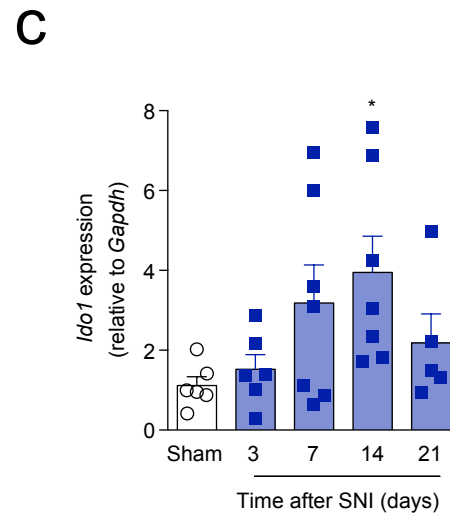 C
*
8
6
4
2
0
Ido1 expression
(relative to Gapdh)
Sham 3 7 14 21
Time after SNI (days)